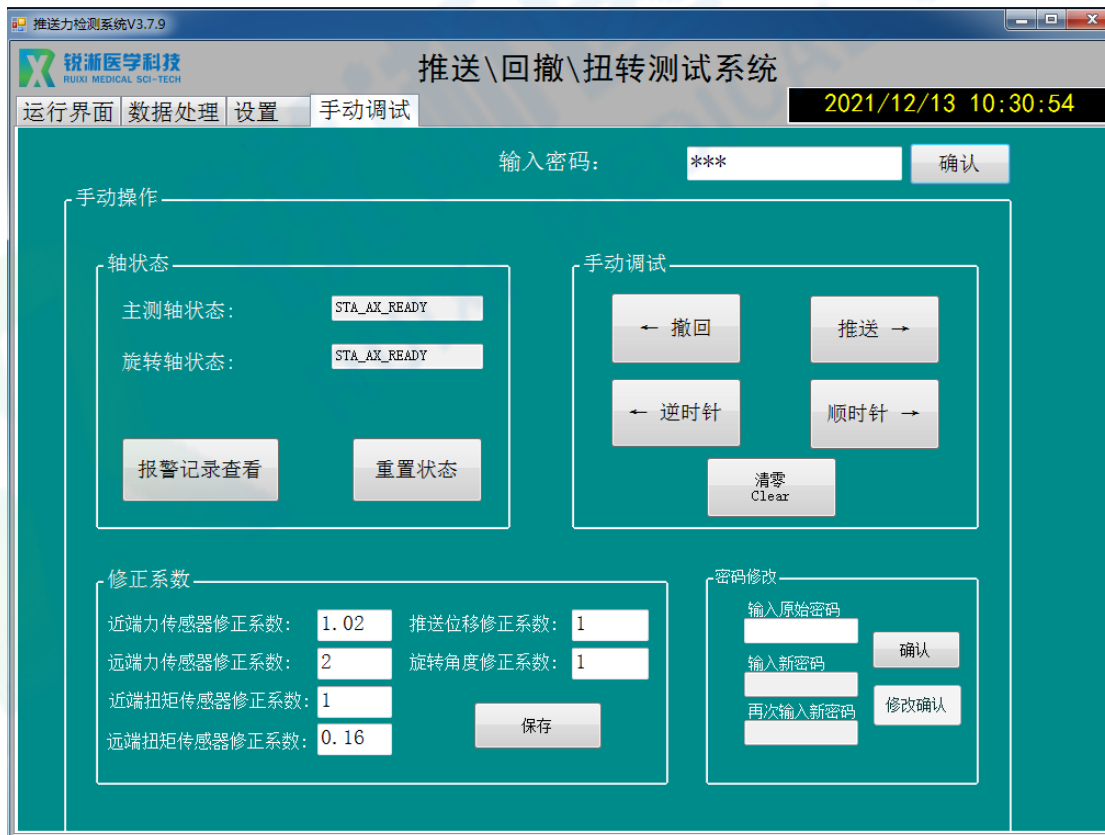 推送力检测系统V3.7.9
锐淅医学科技
RUIXI MEDICAL SCI-TECH
推送\回撤\扭转测试系统
运行界面 数据处理 设置 手动调试
2021/12/13 10:30:54
输入密码: *** 确认
手动操作
轴状态
主测轴状态: STA_AX_READY
旋转轴状态: STA_AX_READY
报警记录查看 重置状态
手动调试
← 撤回 推送 →
← 逆时针 顺时针 →
清零
Clear
修正系数
近端力传感器修正系数: 1.02 推送位移修正系数: 1
远端力传感器修正系数: 2 旋转角度修正系数: 1
近端扭矩传感器修正系数: 1
远端扭矩传感器修正系数: 0.16
保存
密码修改
输入原始密码
确认
输入新密码
修改确认
再次输入新密码